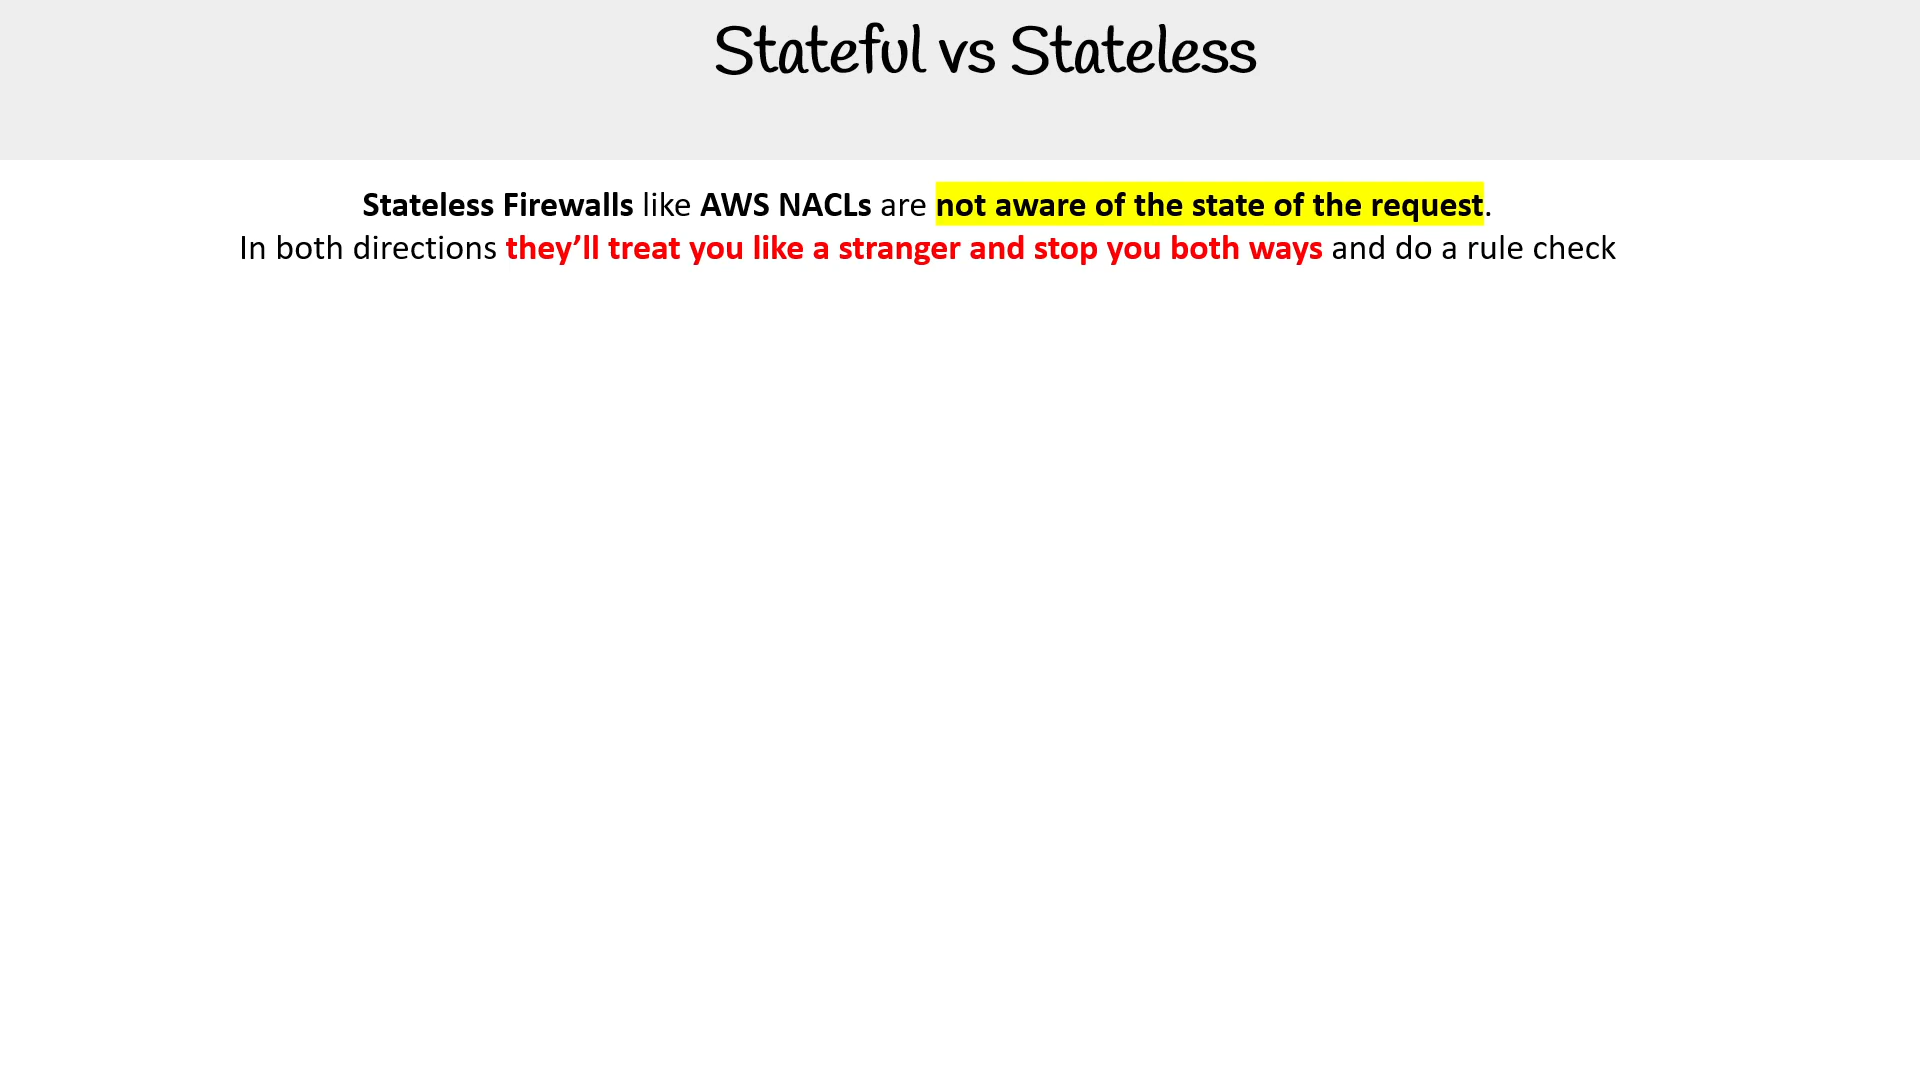 Stateful vs Stateless
Stateless Firewalls like AWS NACLs are not aware of the state of the request.
In both directions they’ll treat you like a stranger and stop you both ways and do a rule check